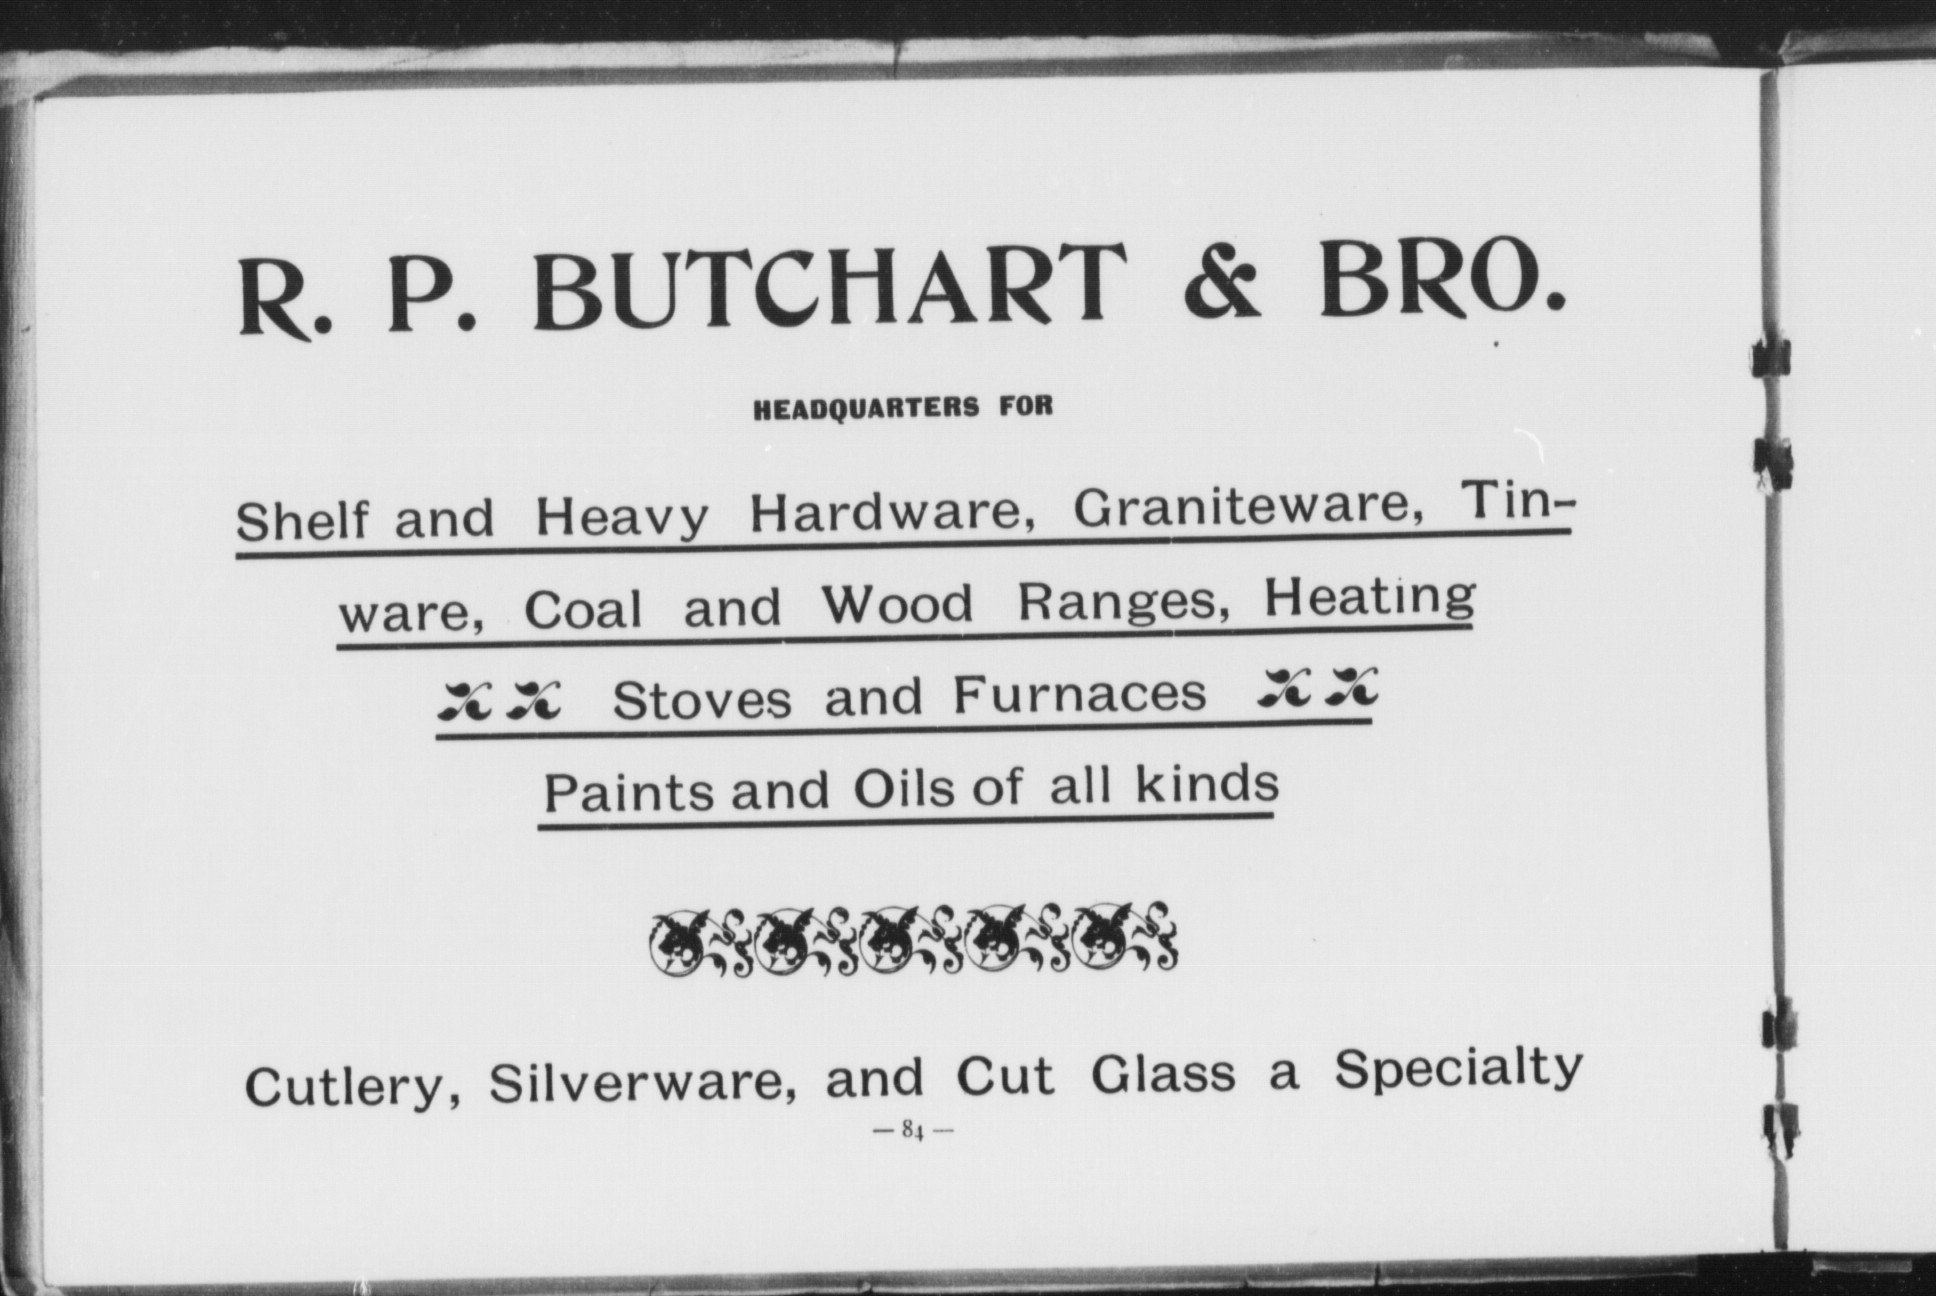 R. P. BUTCHART & BRO.
HEADQUARTERS FOR
Shelf and Heavy Hardware, Graniteware, Tin-
ware, Coal and Wood Ranges, Heating
Stoves and Furnaces
Paints and Oils of all kinds
Cutlery, Silverware, and Cut Glass a Specialty
— 84 —